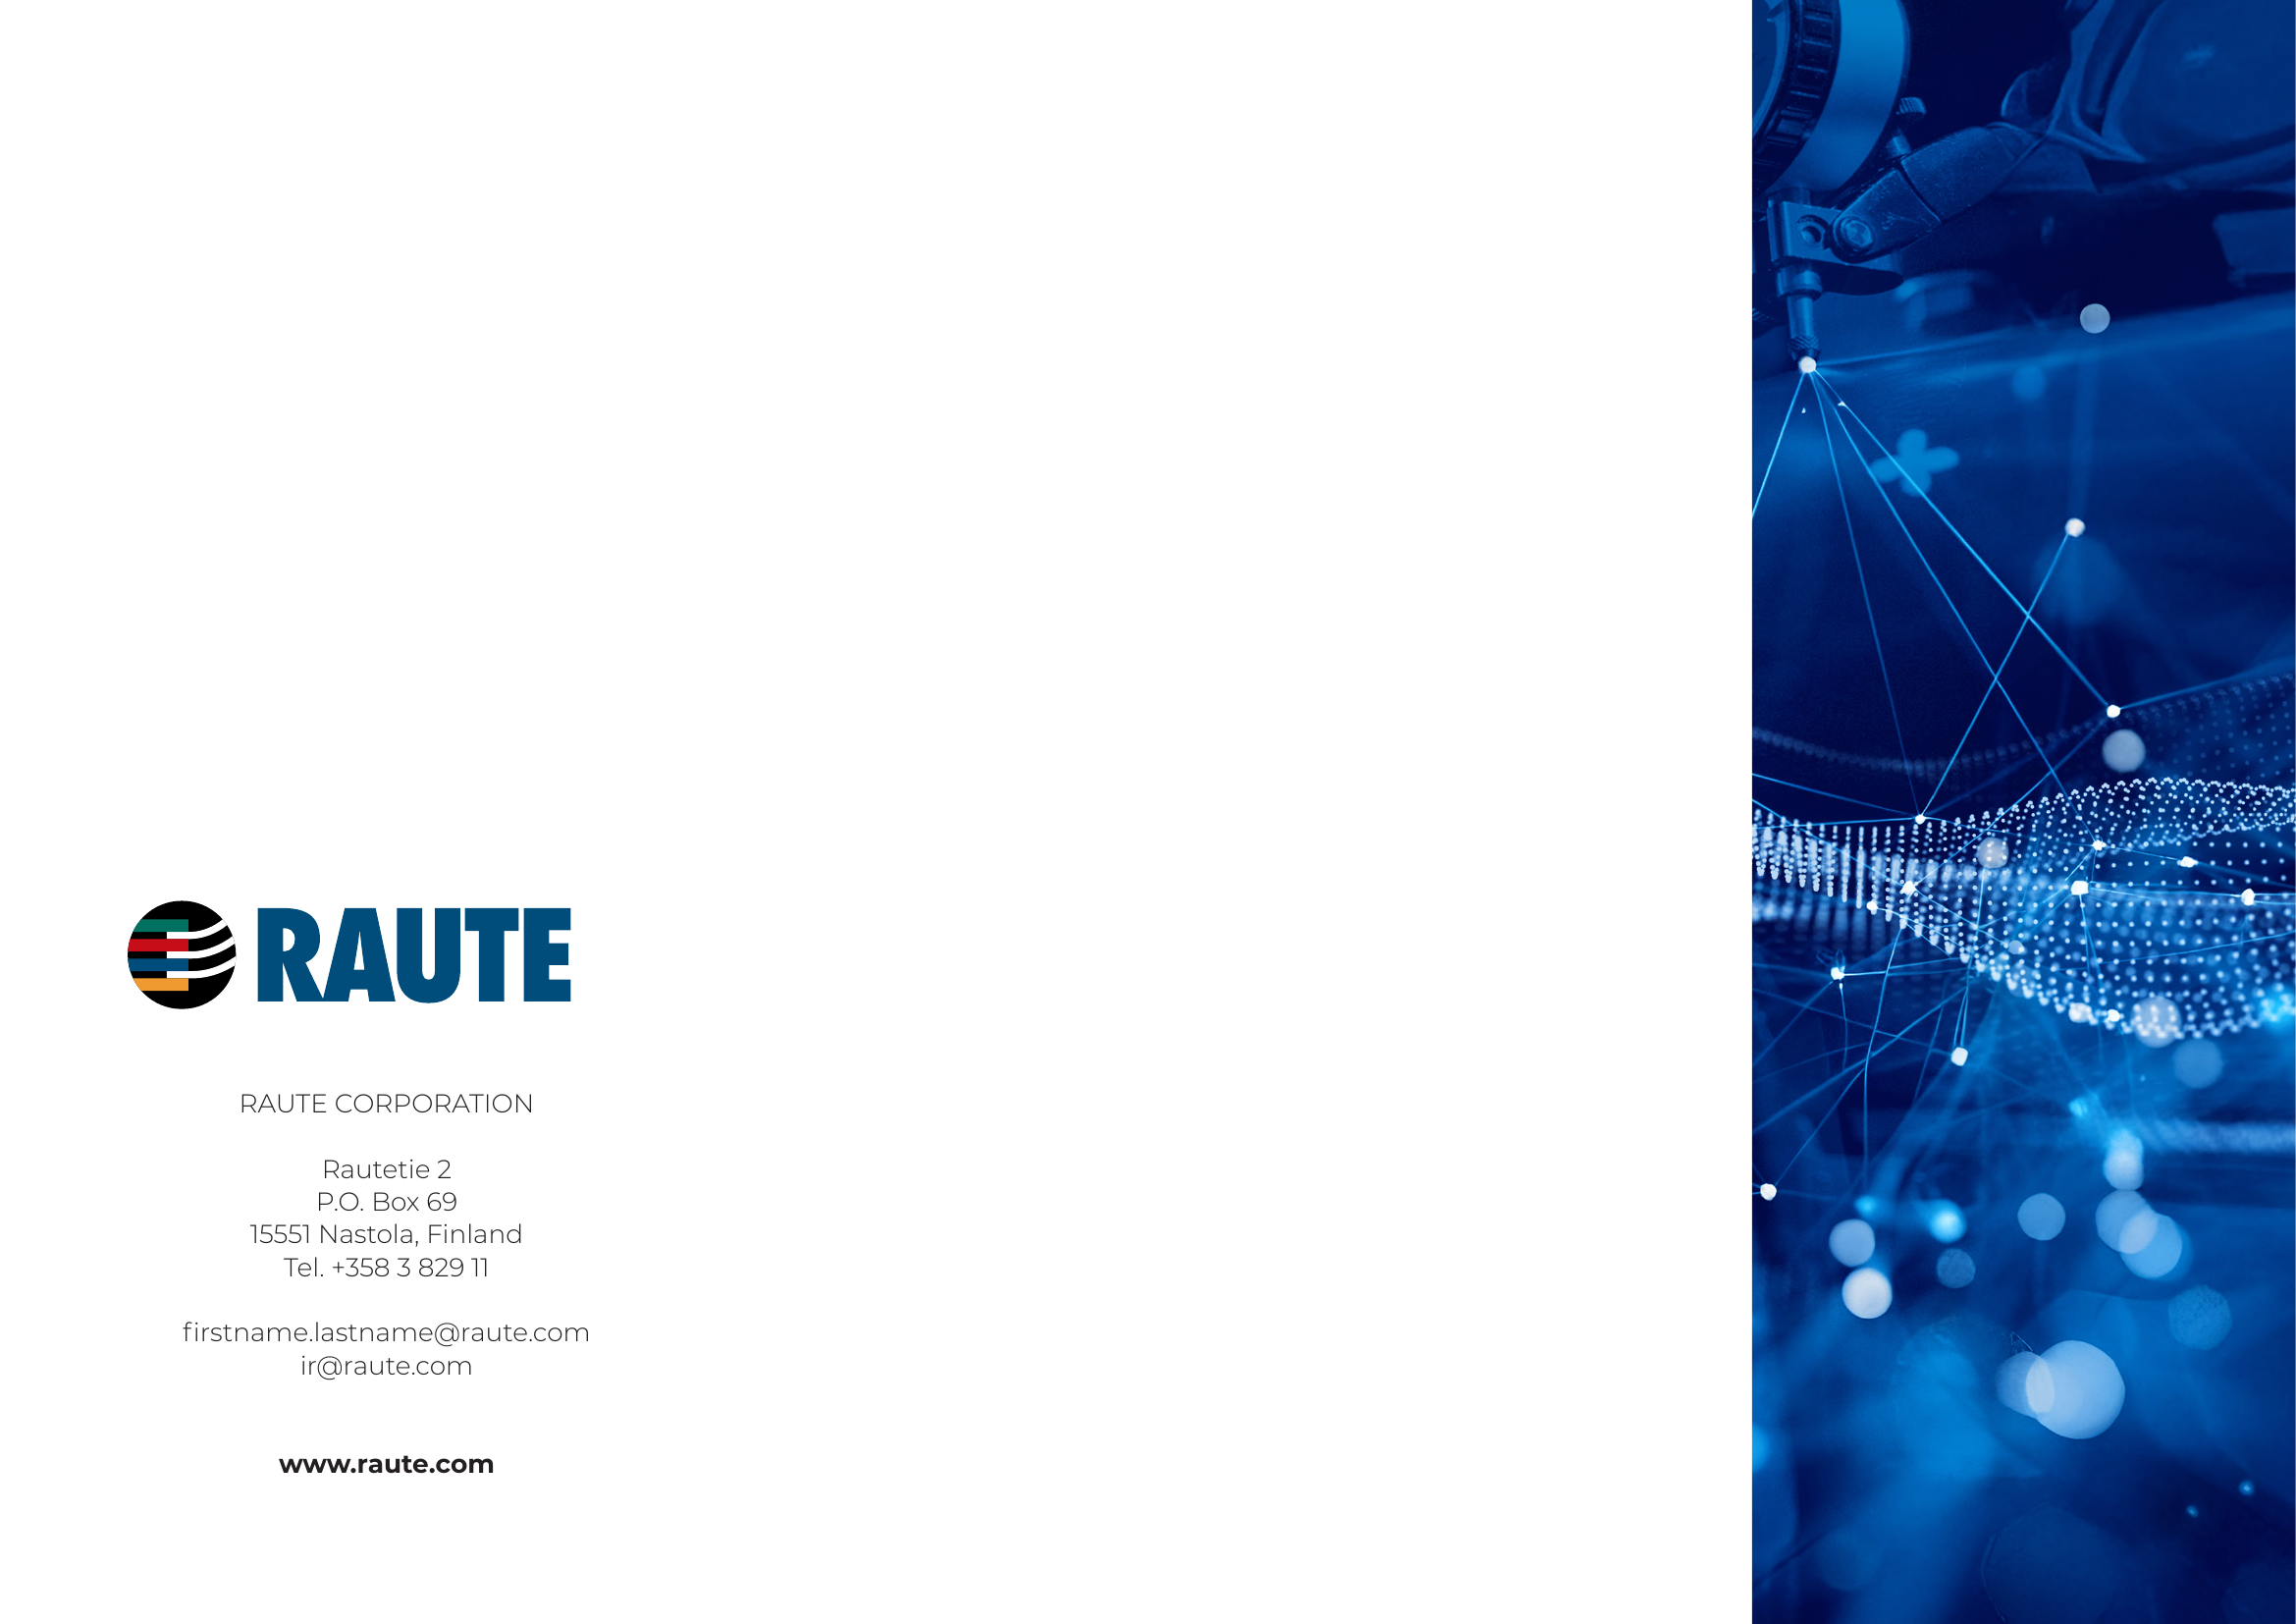 RAUTE
RAUTE CORPORATION
Rautetie 2
P.O. Box 69
15551 Nastola, Finland
Tel. +358 3 829 11
firstname.lastname@raute.com
ir@raute.com
www.raute.com